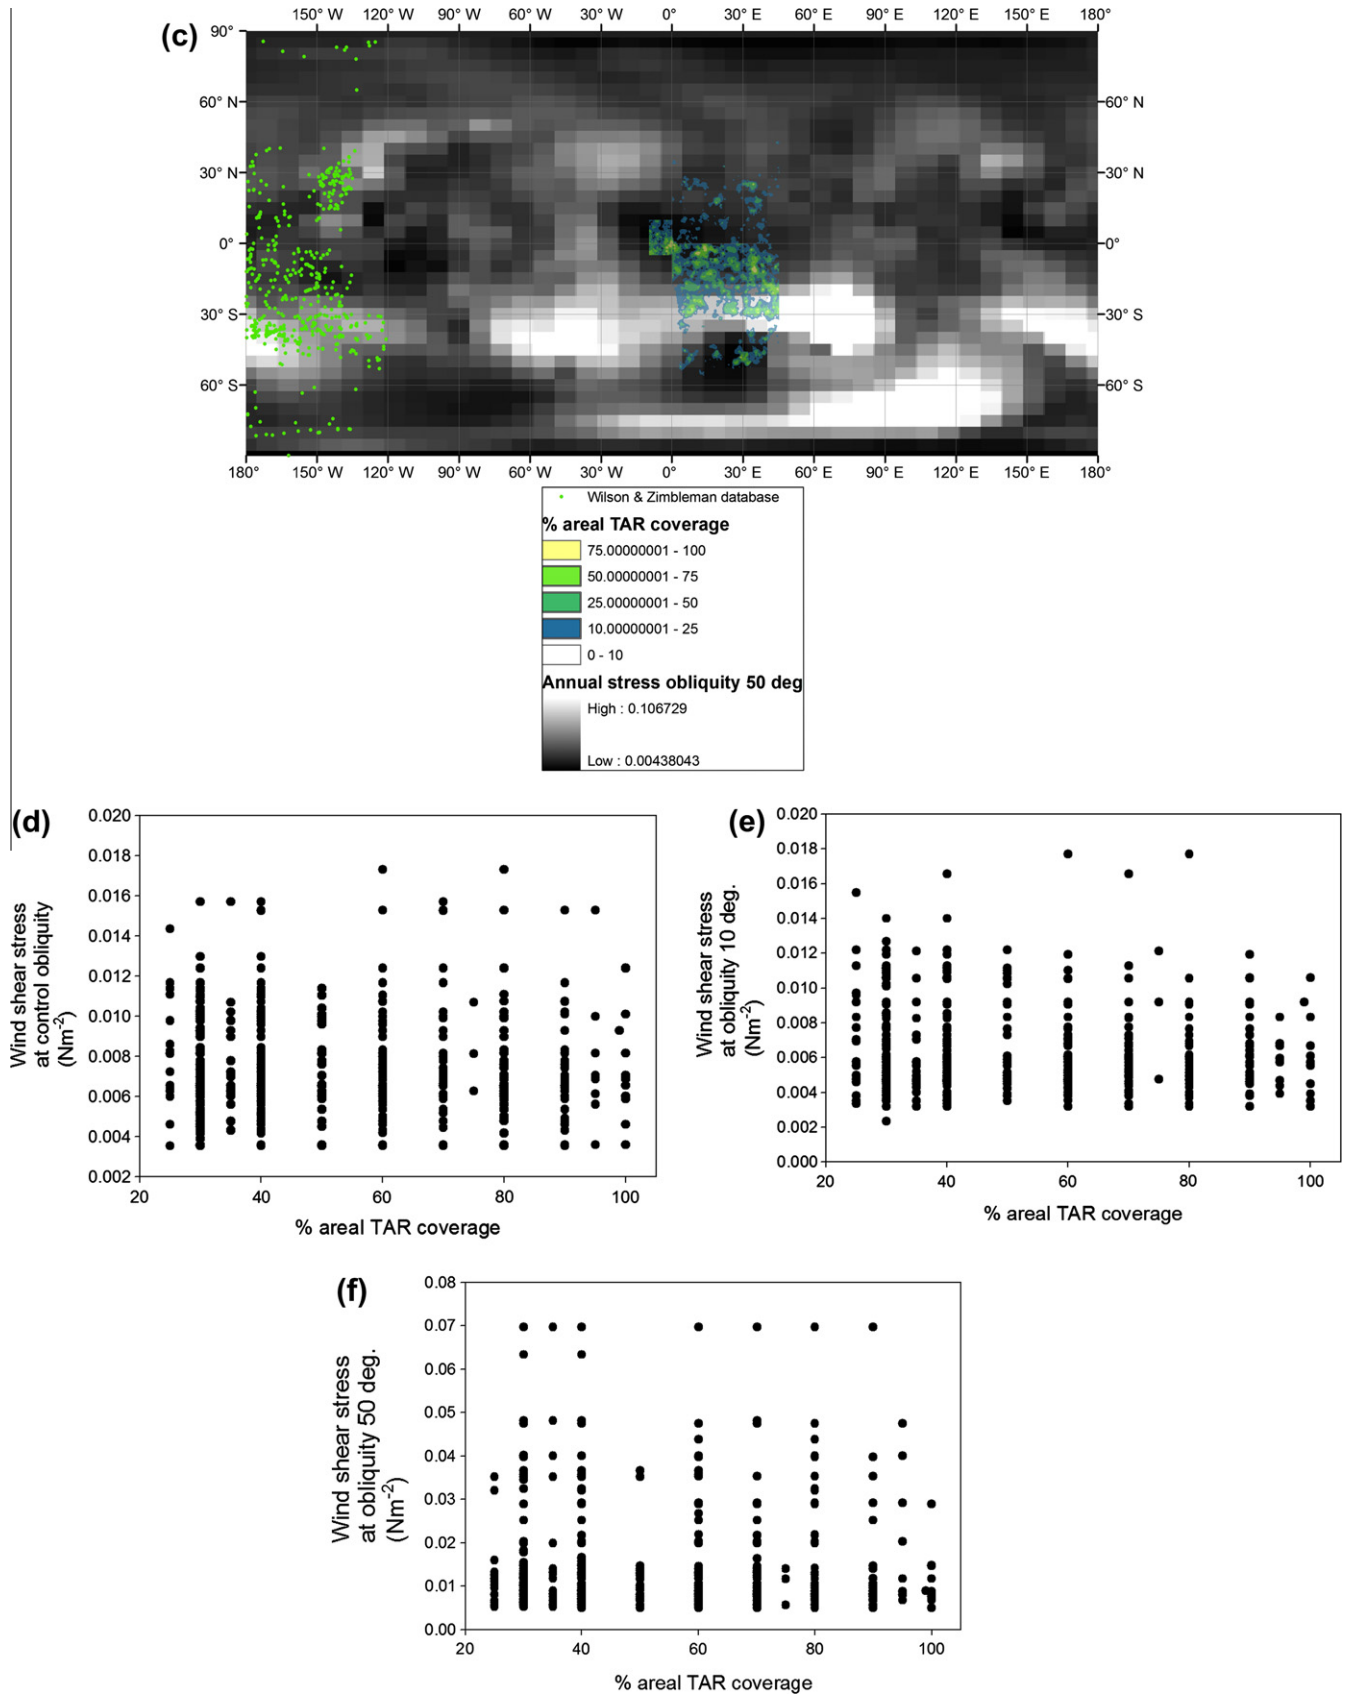 150° W 120° W 90° W 60° W 30° W 0° 30° E 60° E 90° E 120° E 150° E 180°
(c)
90°
60° N 60° N
30° N 30° N
0° 0°
30° S 30° S
60° S 60° S
180° 150° W 120° W 90° W 60° W 30° W 0° 30° E 60° E 90° E 120° E 150° E 180°
Wilson & Zimbleman database
% areal TAR coverage
75.00000001 - 100
50.00000001 - 75
25.00000001 - 50
10.00000001 - 25
0 - 10
Annual stress obliquity 50 deg
High : 0.106729
Low : 0.00438043
(d)
Wind shear stress
at control obliquity
(Nm-2)
0.020
0.018
0.016
0.014
0.012
0.010
0.008
0.006
0.004
0.002
20 40 60 80 100
% areal TAR coverage
(e)
Wind shear stress
at obliquity 10 deg.
(Nm-2)
0.020
0.018
0.016
0.014
0.012
0.010
0.008
0.006
0.004
0.002
0.000
20 40 60 80 100
% areal TAR coverage
(f)
Wind shear stress
at obliquity 50 deg.
(Nm-2)
0.08
0.07
0.06
0.05
0.04
0.03
0.02
0.01
0.00
20 40 60 80 100
% areal TAR coverage